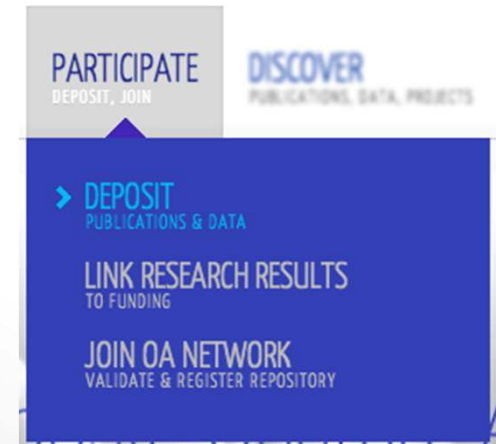 PARTICIPATE
DEPOSIT, JOIN
DISCOVER
PUBLICATIONS, DATA, PROJECTS
DEPOSIT
PUBLICATIONS & DATA
LINK RESEARCH RESULTS
TO FUNDING
JOIN OA NETWORK
VALIDATE & REGISTER REPOSITORY